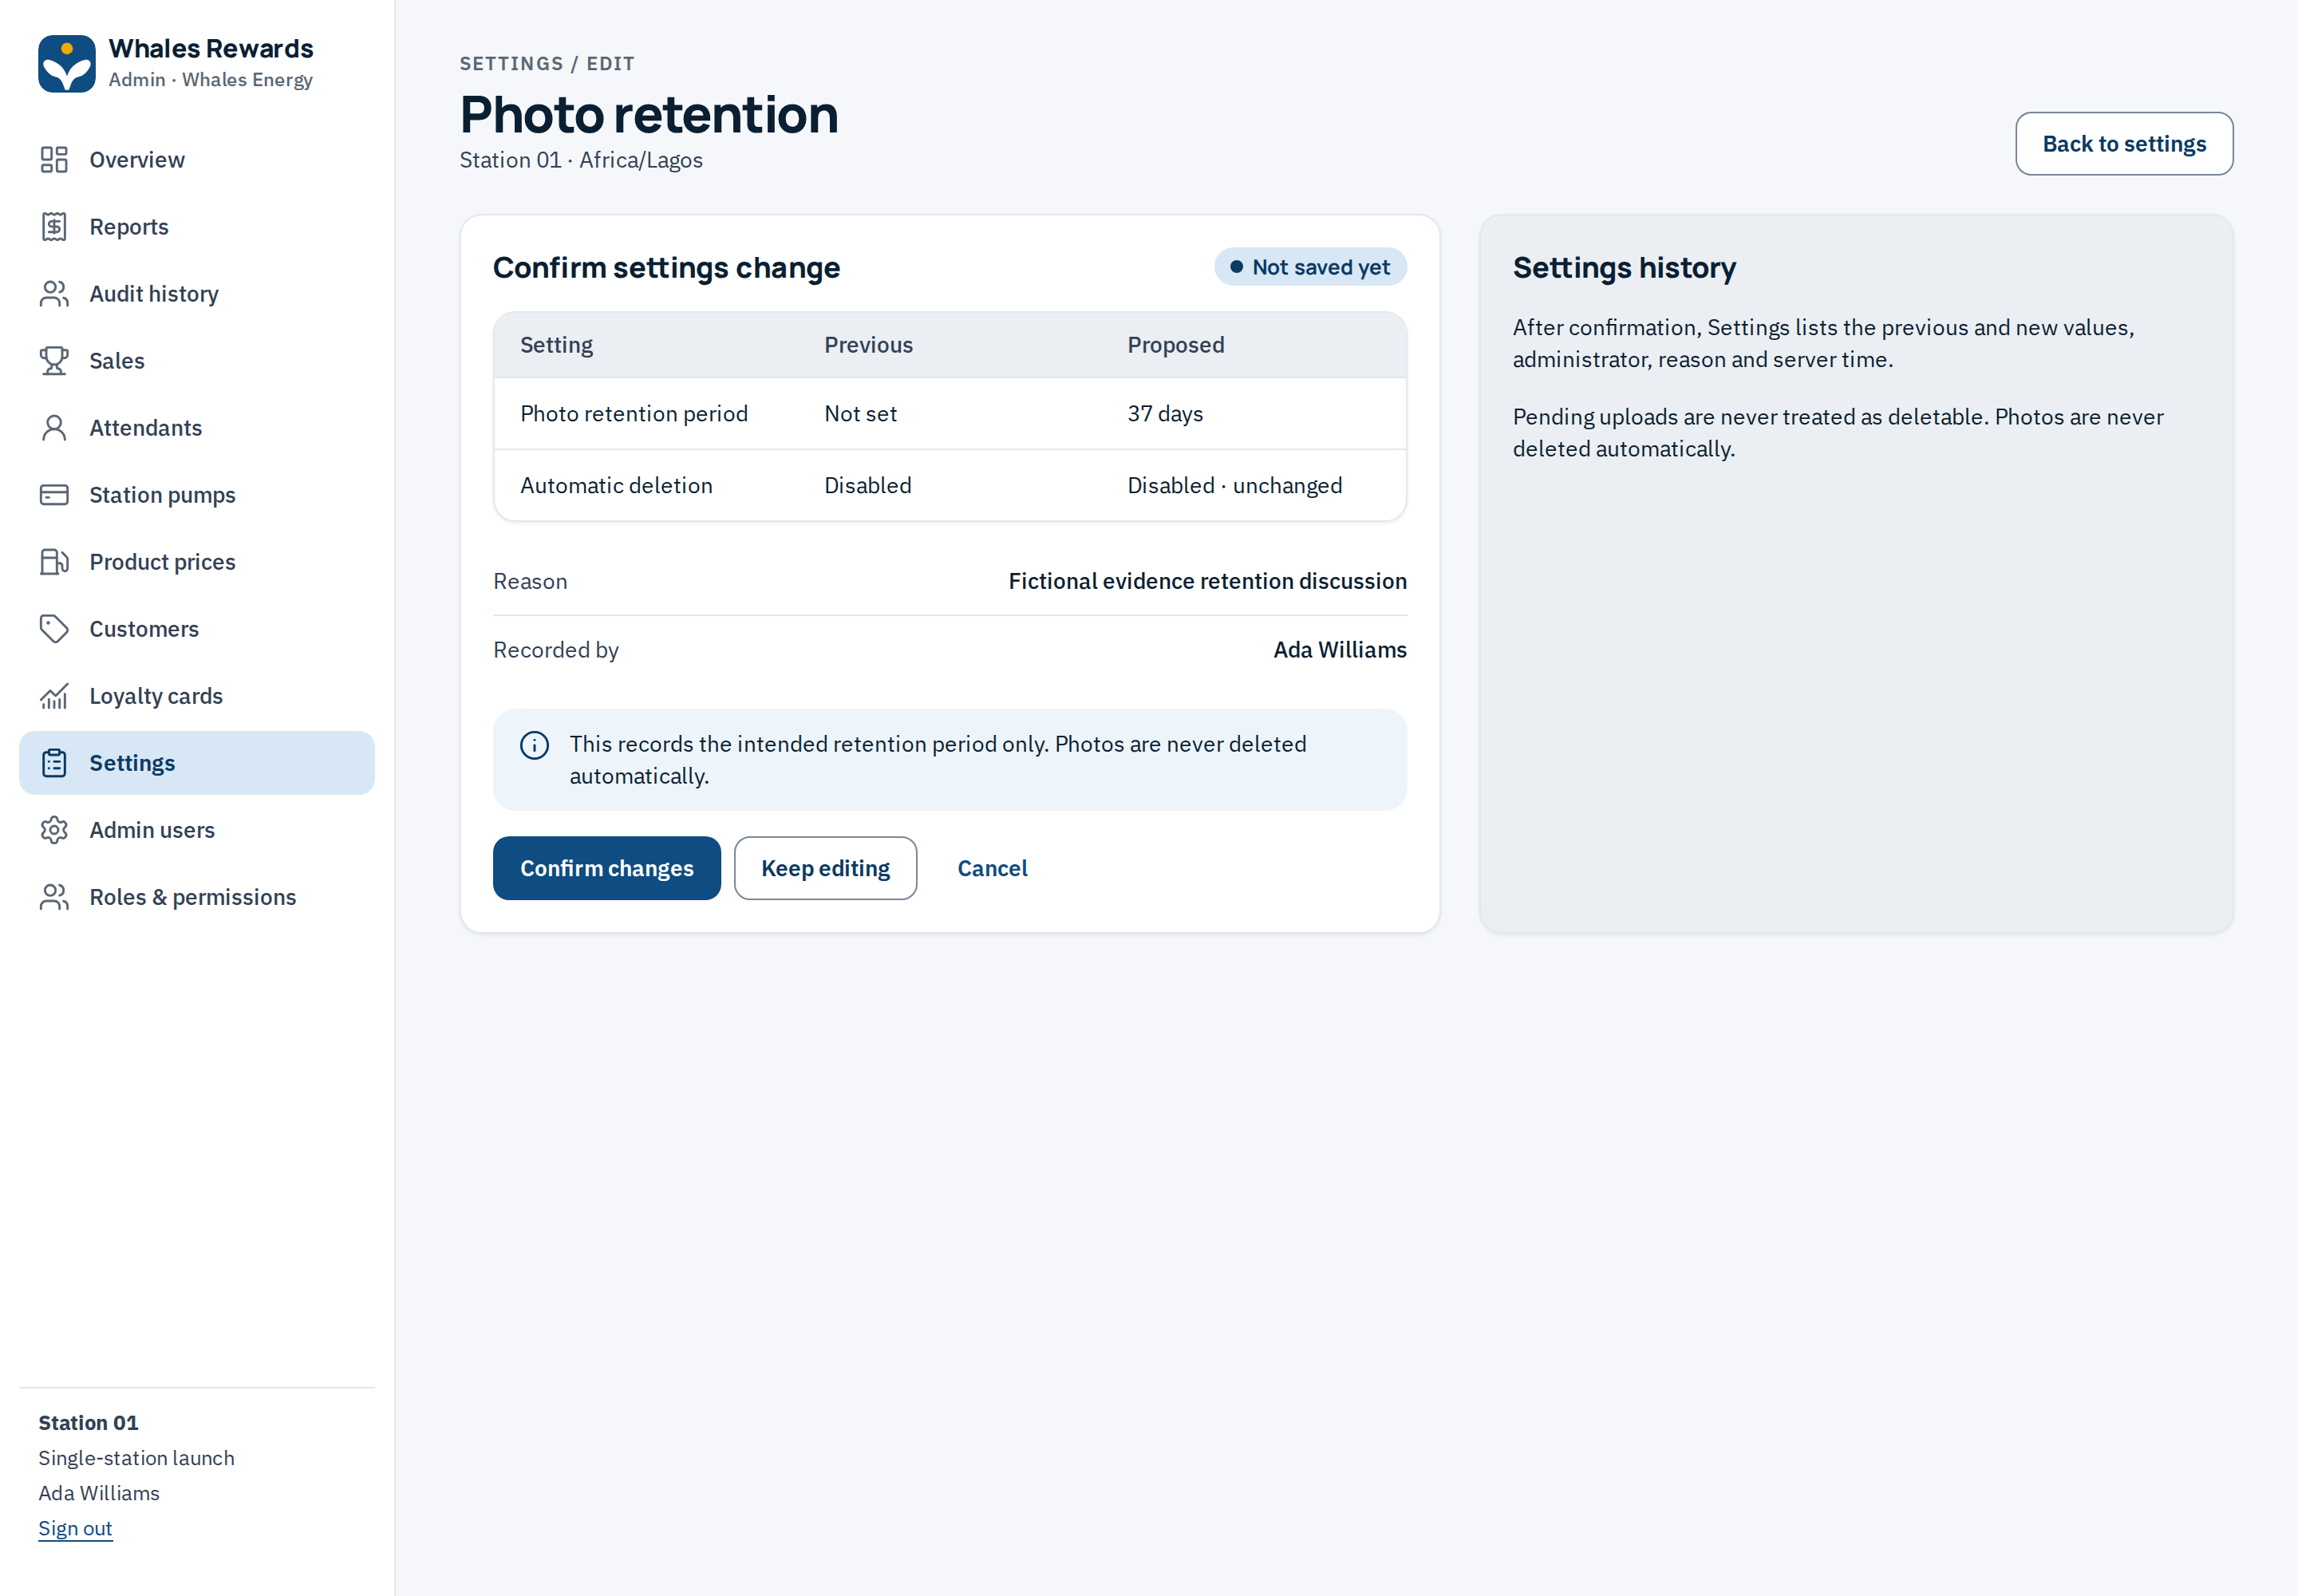 Whales Rewards
Admin · Whales Energy
Overview
Reports
Audit history
Sales
Attendants
Station pumps
Product prices
Customers
Loyalty cards
Settings
Admin users
Roles & permissions
Station 01
Single-station launch
Ada Williams
Sign out
SETTINGS / EDIT
Photo retention
Station 01 · Africa/Lagos
Back to settings
Confirm settings change
Not saved yet
Setting Previous Proposed
Photo retention period Not set 37 days
Automatic deletion Disabled Disabled · unchanged
Reason Fictional evidence retention discussion
Recorded by Ada Williams
This records the intended retention period only. Photos are never deleted
automatically.
Confirm changes Keep editing Cancel
Settings history
After confirmation, Settings lists the previous and new values,
administrator, reason and server time.
Pending uploads are never treated as deletable. Photos are never
deleted automatically.